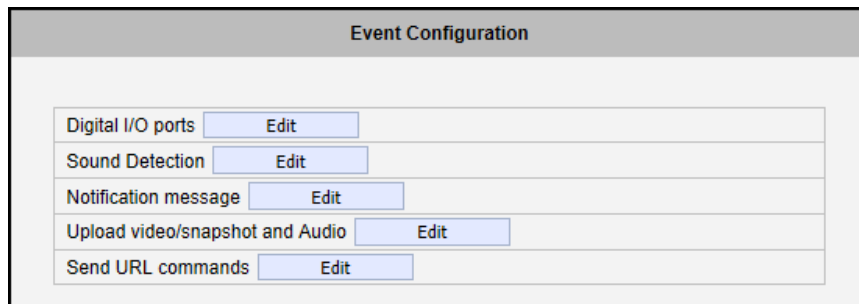 Event Configuration
Digital I/O ports Edit
Sound Detection Edit
Notification message Edit
Upload video/snapshot and Audio Edit
Send URL commands Edit